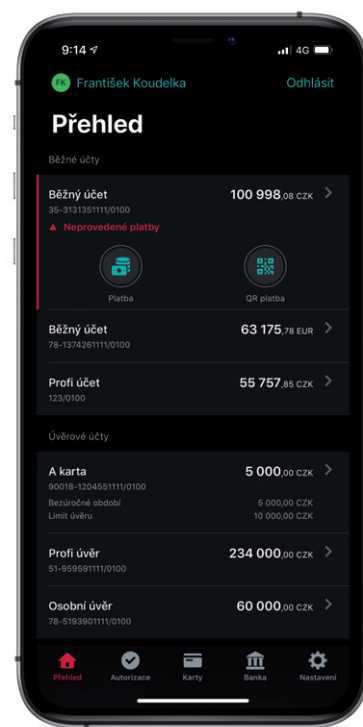 9:14
4G
FK František Koudelka
Odhlásit
Přehled
Běžné účty
Běžný účet
100 998,08 CZK
35-3131351111/0100
Neprovedené platby
Platba
QR platba
Běžný účet
63 175,78 EUR
78-1374261111/0100
Profi účet
55 757,85 CZK
123/0100
Úvěrové účty
A karta
5 000,00 CZK
90018-1204551111/0100
Bezúročné období
5 000,00 CZK
Limit úvěru
10 000,00 CZK
Profi úvěr
234 000,00 CZK
51-959591111/0100
Osobní úvěr
60 000,00 CZK
78-5193901111/0100
Přehled
Autorizace
Karty
Banka
Nastavení